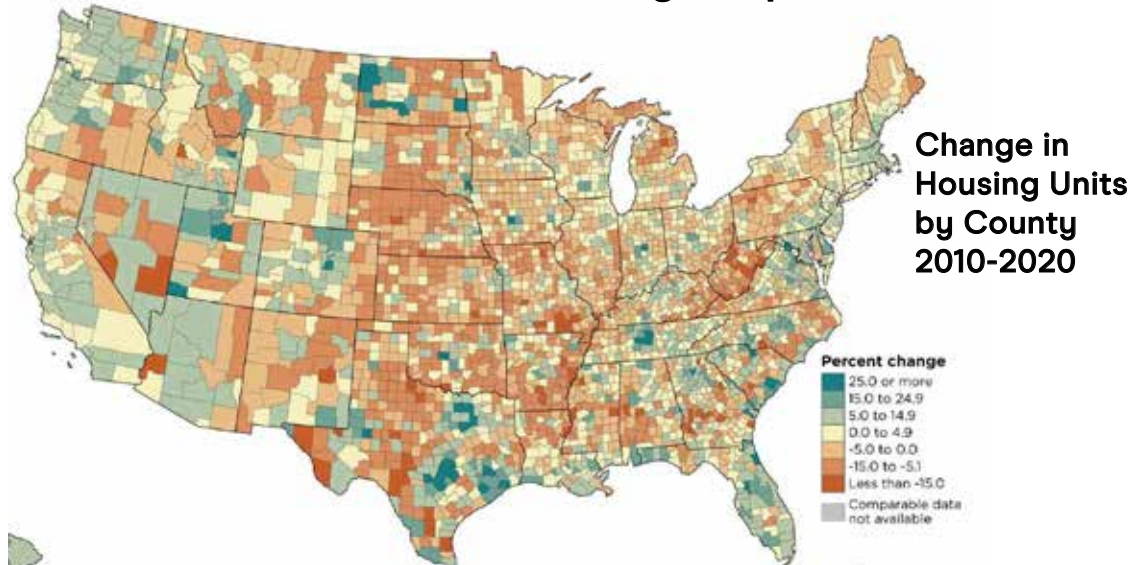 Change in
Housing Units
by County
2010-2020
Percent change
25.0 or more
15.0 to 24.9
5.0 to 14.9
0.0 to 4.9
-5.0 to 0.0
-15.0 to -5.1
Less than -15.0
Comparable data
not available